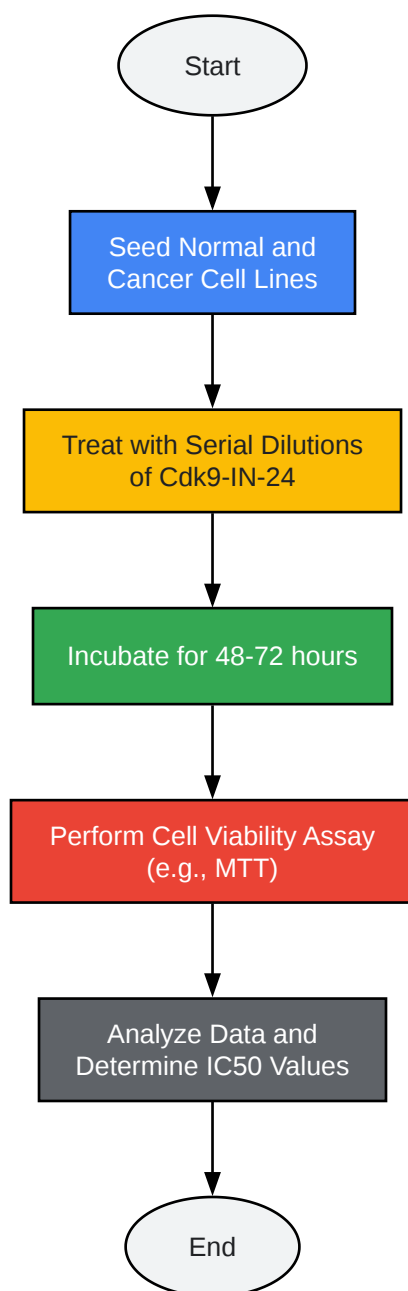 Start
Seed Normal and
Cancer Cell Lines
Treat with Serial Dilutions
of Cdk9-IN-24
Incubate for 48-72 hours
Perform Cell Viability Assay
(e.g., MTT)
Analyze Data and
Determine IC50 Values
End